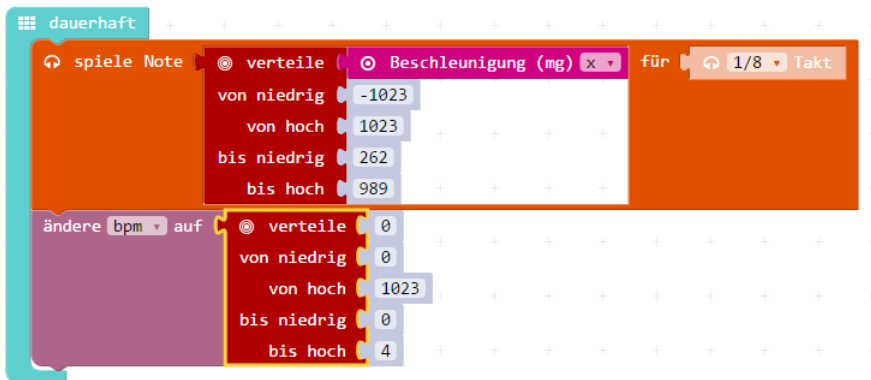 dauerhaft
spiele Note verteile Beschleunigung (mg) x für 1/8 Takt
von niedrig -1023
von hoch 1023
bis niedrig 262
bis hoch 989
ändere bpm auf verteile 0
von niedrig 0
von hoch 1023
bis niedrig 0
bis hoch 4